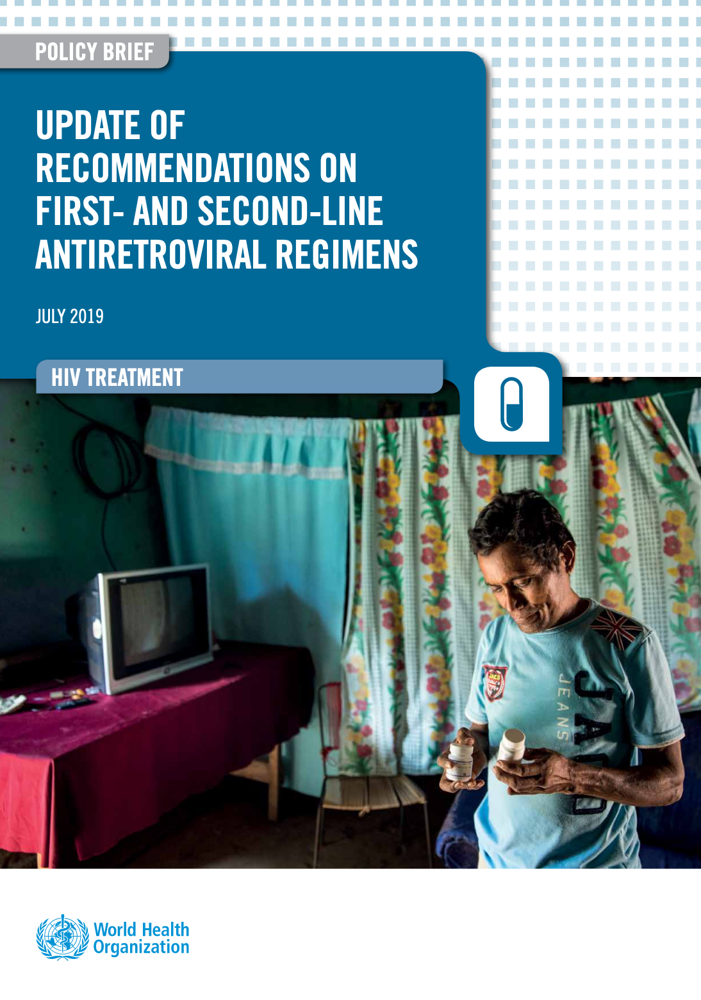 POLICY BRIEF
UPDATE OF
RECOMMENDATIONS ON
FIRST- AND SECOND-LINE
ANTIRETROVIRAL REGIMENS
JULY 2019
HIV TREATMENT
JACO
JEANS
World Health
Organization